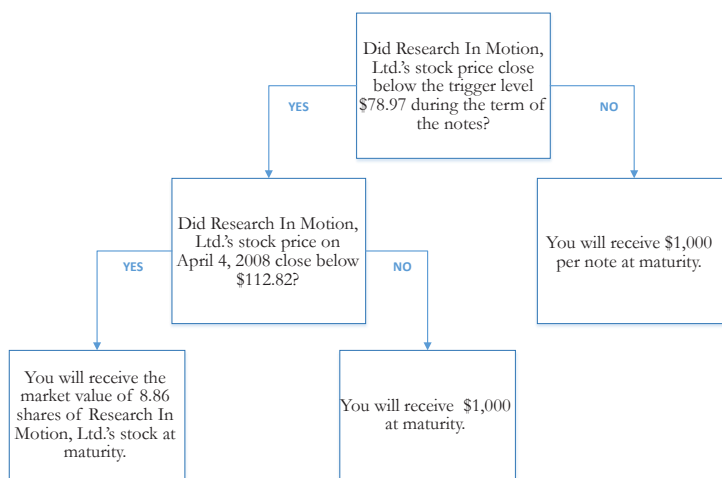 Did Research In Motion,
Ltd.'s stock price close
below the trigger level
$78.97 during the term of
the notes?
YES
NO
Did Research In Motion,
Ltd.'s stock price on
April 4, 2008 close below
$112.82?
You will receive $1,000
per note at maturity.
YES
NO
You will receive the
market value of 8.86
shares of Research In
Motion, Ltd.'s stock at
maturity.
You will receive $1,000
at maturity.